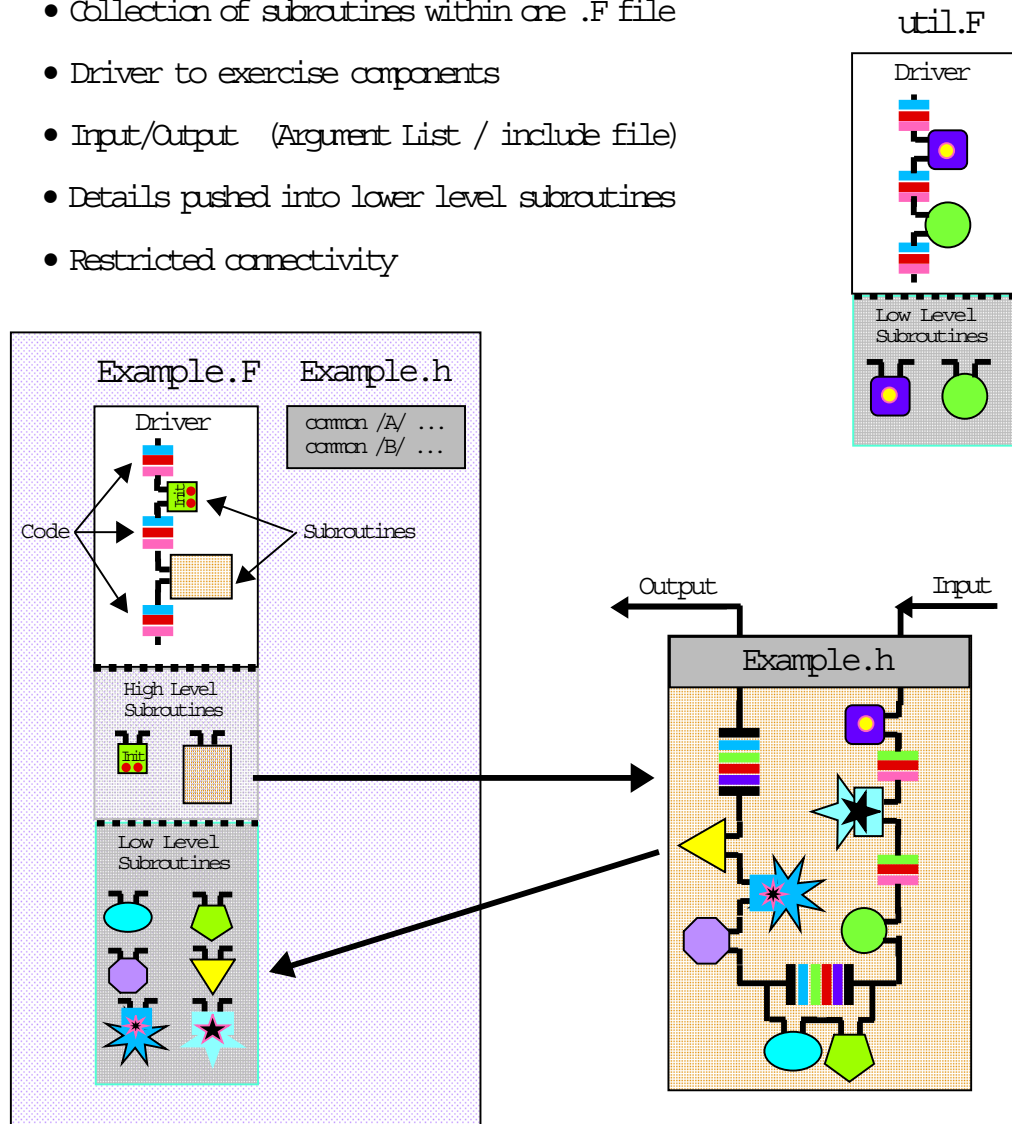 • Collection of subroutines within one .F file
• Driver to exercise components
• Input/Output (Argument List / include file)
• Details pushed into lower level subroutines
• Restricted connectivity
util.F
Driver
Low Level
Subroutines
Example.F
Example.h
Driver
common /A/ ...
common /B/ ...
Init
Code
Subroutines
High Level
Subroutines
Init
Low Level
Subroutines
Output
Input
Example.h